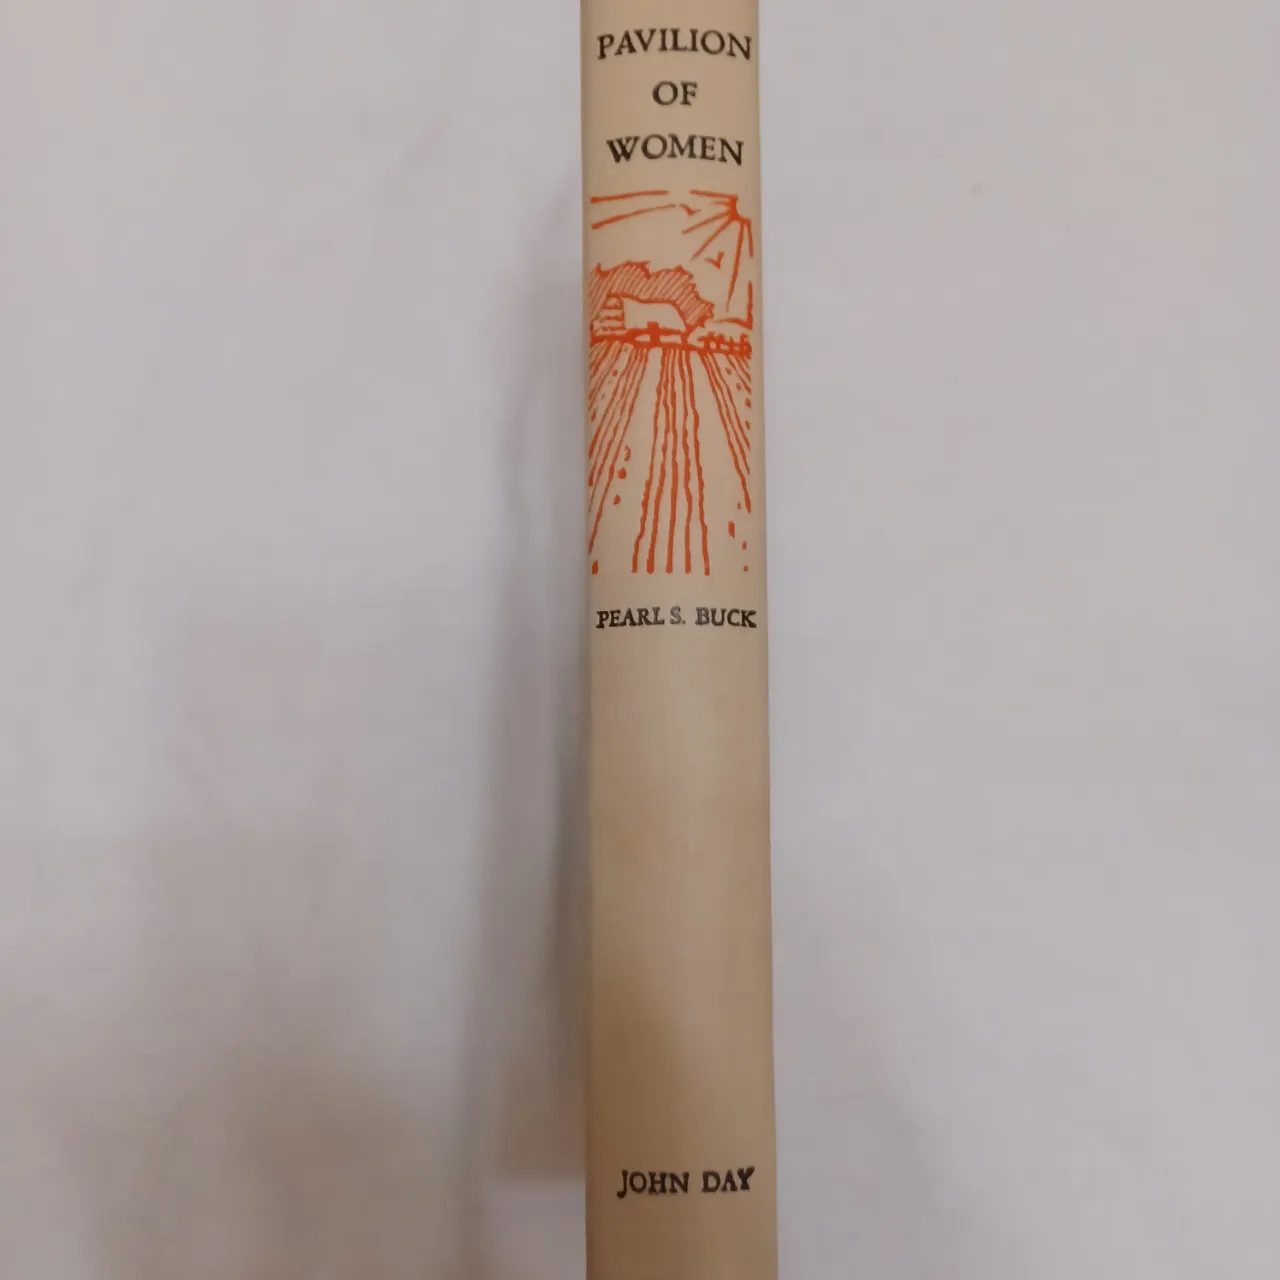 PAVILION
OF
WOMEN
PEARL S. BUCK
JOHN DAY